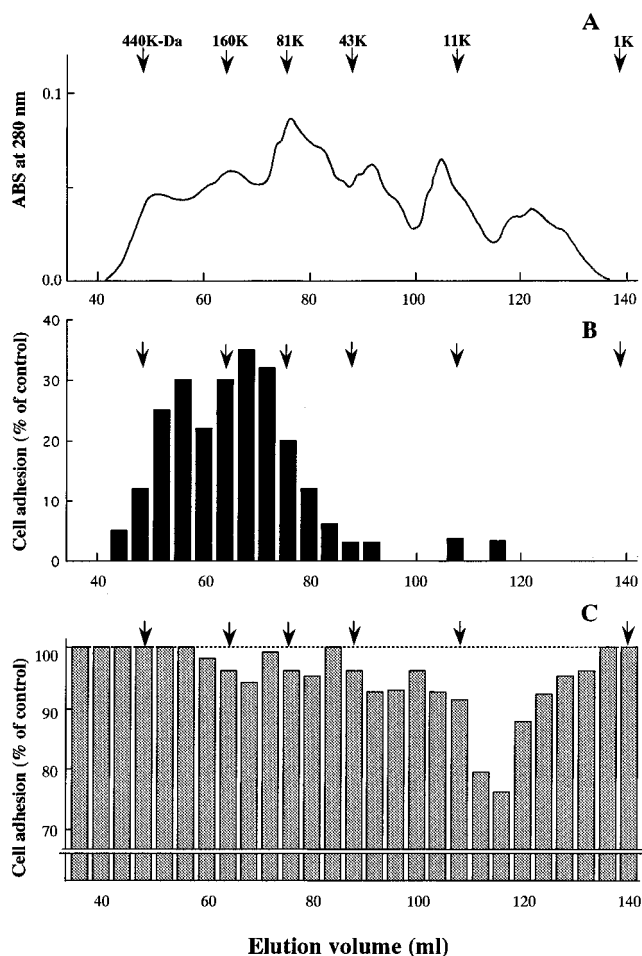 A
440K-Da 160K 81K 43K 11K 1K
ABS at 280 nm
0.1
0.0
40 60 80 100 120 140
B
Cell adhesion (% of control)
30
20
10
0
40 60 80 100 120 140
C
Cell adhesion (% of control)
100
90
80
70
40 60 80 100 120 140
Elution volume (ml)